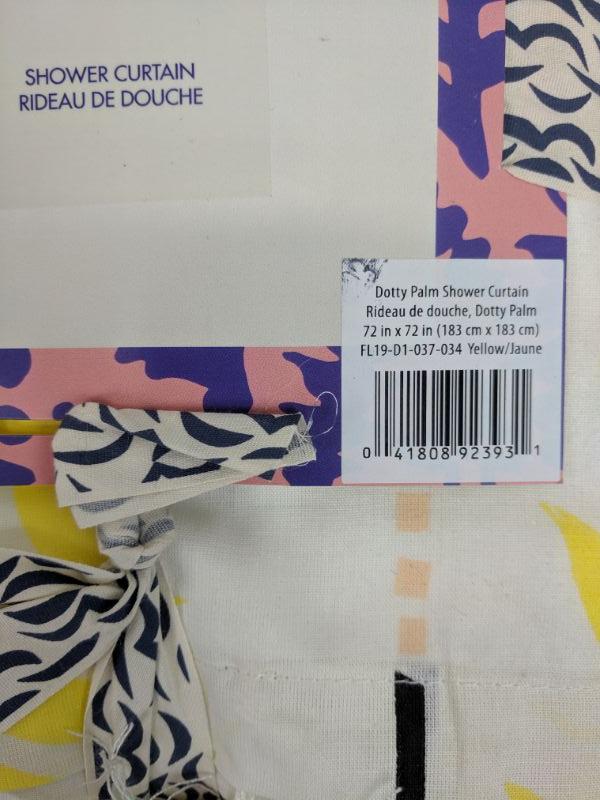 SHOWER CURTAIN
RIDEAU DE DOUCHE
Dotty Palm Shower Curtain
Rideau de douche, Dotty Palm
72 in x 72 in (183 cm x 183 cm)
FL19-D1-037-034 Yellow/Jaune
0 41808 92393 1